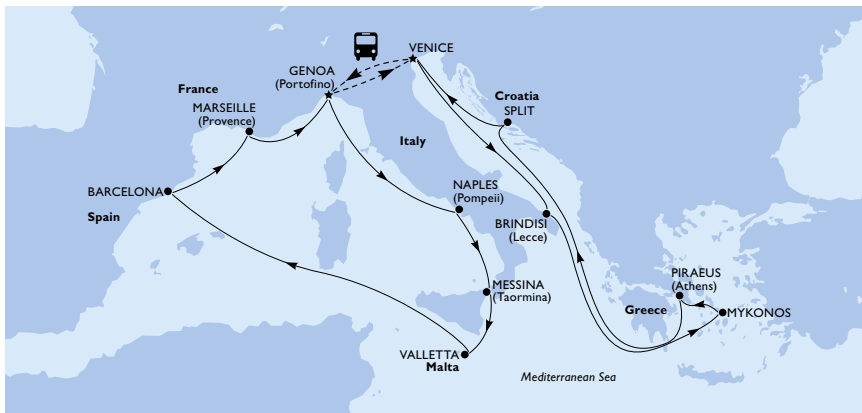 VENICE
GENOA
(Portofino)
France
MARSEILLE
(Provence)
Croatia
SPLIT
Italy
BARCELONA
Spain
NAPLES
(Pompeii)
BRINDISI
(Lecce)
PIRAEUS
(Athens)
MESSINA
(Taormina)
Greece
MYKONOS
VALLETTA
Malta
Mediterranean Sea